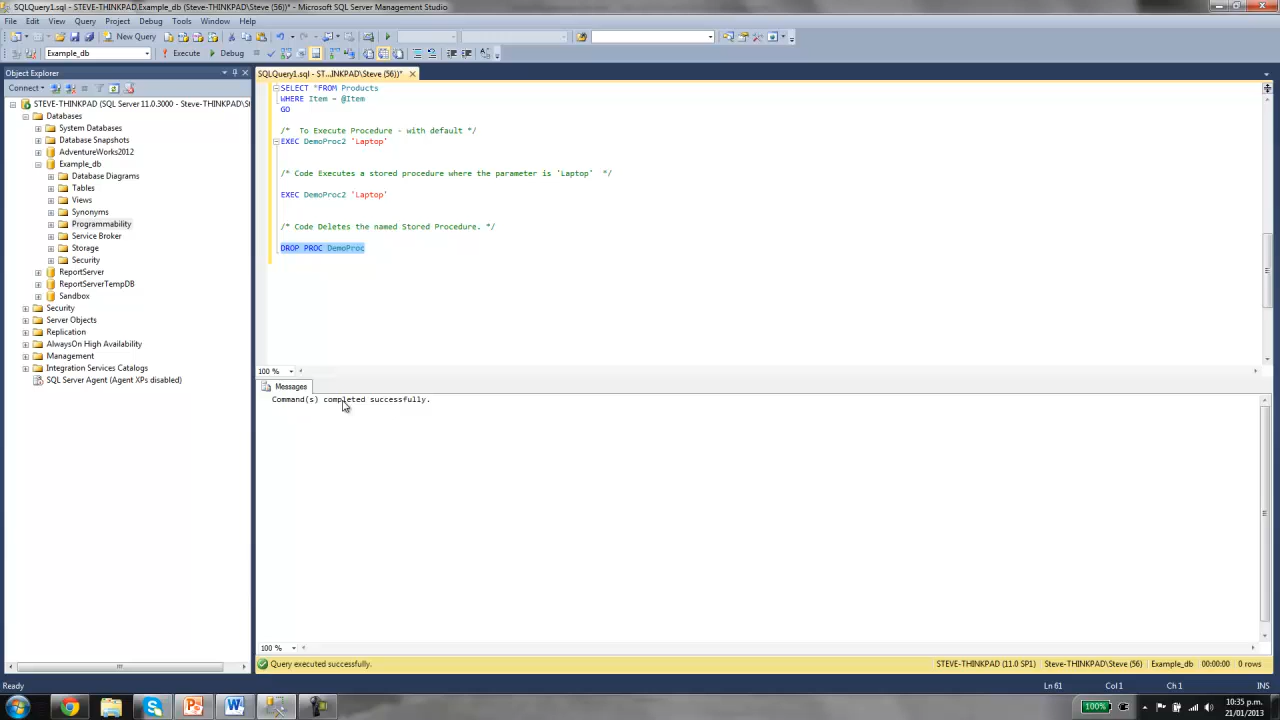 SQLQuery1.sql - STEVE-THINKPAD.Example_db (Steve-THINKPAD\Steve (56))* - Microsoft SQL Server Management Studio
File Edit View Query Project Debug Tools Window Help
New Query
Example_db Execute Debug
Object Explorer
Connect
STEVE-THINKPAD (SQL Server 11.0.3000 - STEVE-THINKPAD\St
Databases
System Databases
Database Snapshots
AdventureWorks2012
Example_db
Database Diagrams
Tables
Views
Synonyms
Programmability
Service Broker
Storage
Security
ReportServer
ReportServerTempDB
Sandbox
Security
Server Objects
Replication
AlwaysOn High Availability
Management
Integration Services Catalogs
SQL Server Agent (Agent XPs disabled)
SQLQuery1.sql - ST...INKPAD\Steve (56))*
SELECT *FROM Products
WHERE Item = @Item
GO
/* To Execute Procedure - with default */
EXEC DemoProc2 'Laptop'
/* Code Executes a stored procedure where the parameter is 'Laptop' */
EXEC DemoProc2 'Laptop'
/* Code Deletes the named Stored Procedure. */
DROP PROC DemoProc
100 %
Messages
Command(s) completed successfully.
100 %
Query executed successfully. STEVE-THINKPAD (11.0 SP1) Steve-THINKPAD\Steve (56) Example_db 00:00:00 0 rows
Ready Ln 61 Col 1 Ch 1 INS
100% 10:35 p.m.
21/01/2013